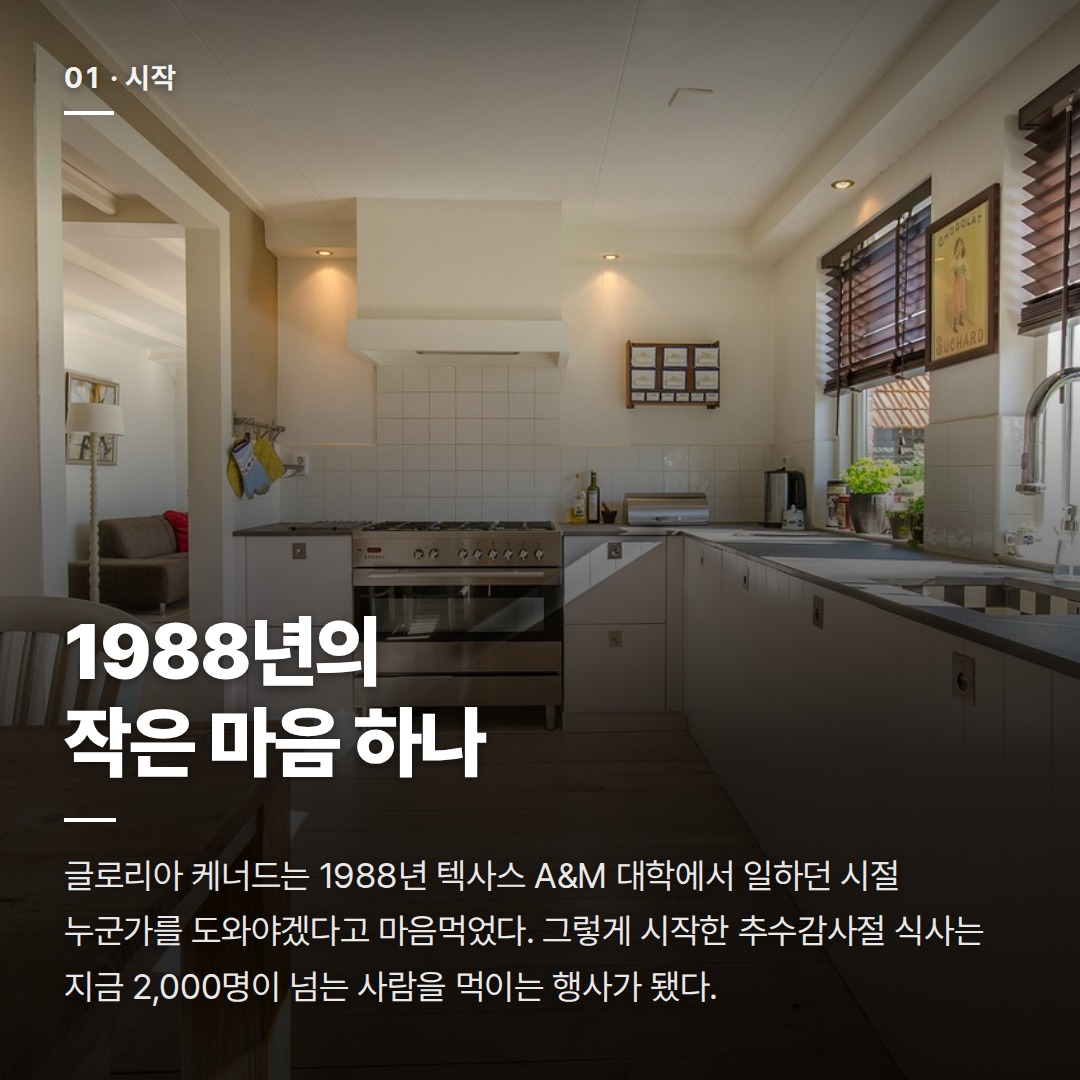 01 · 시작
CHOCOLAT
SUCHARD
1988년의
작은 마음 하나
글로리아 케너드는 1988년 텍사스 A&M 대학에서 일하던 시절
누군가를 도와야겠다고 마음먹었다. 그렇게 시작한 추수감사절 식사는
지금 2,000명이 넘는 사람을 먹이는 행사가 됐다.